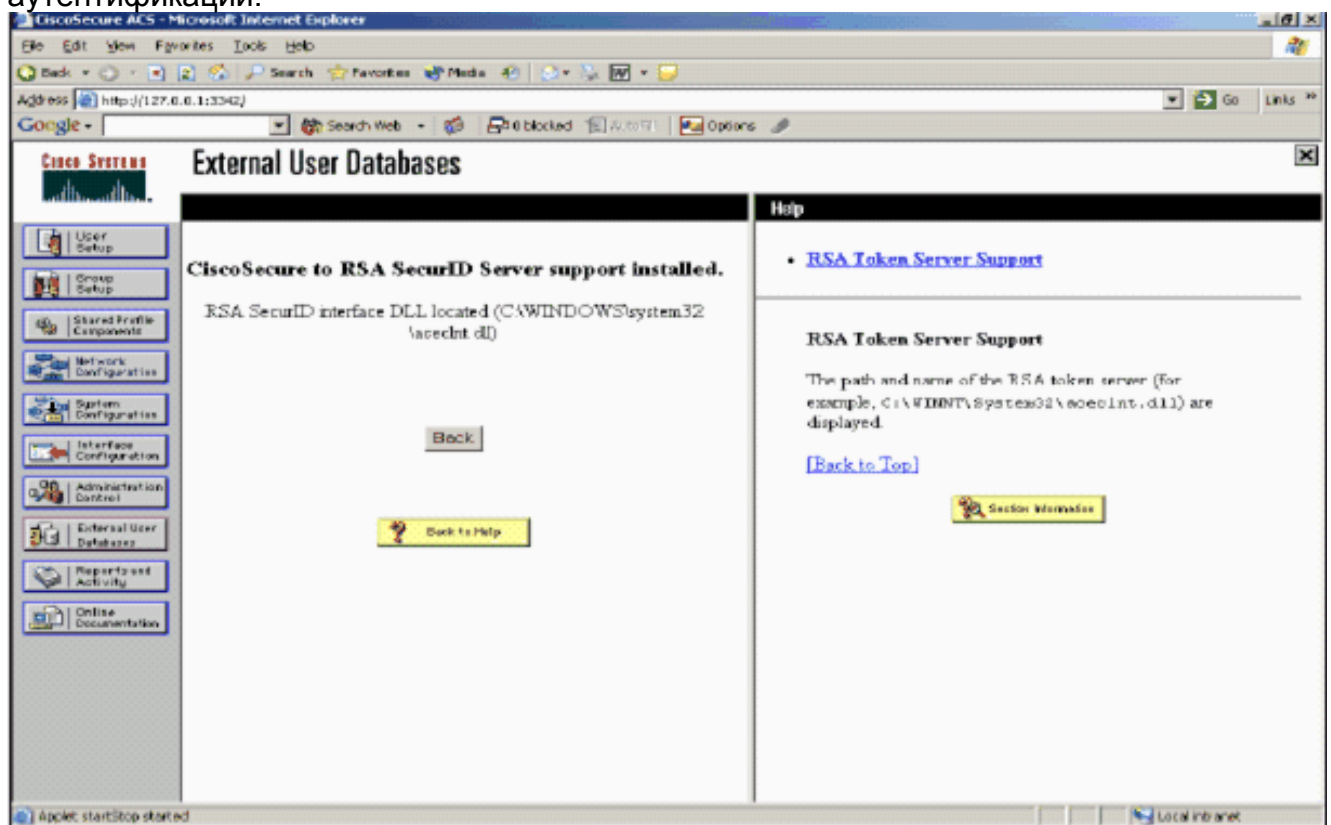 аутентификации.
CiscoSecure ACS - Microsoft Internet Explorer
File Edit View Favorites Tools Help
Back Search Favorites Media
Address http://127.0.0.1:3342/ Go Links »
Google Search Web 0 blocked AutoFill Options
CISCO SYSTEMS
External User Databases
User Setup
Group Setup
Shared Profile Components
Network Configuration
System Configuration
Interface Configuration
Administration Control
External User Databases
Reports and Activity
Online Documentation
CiscoSecure to RSA SecurID Server support installed.
RSA SecurID interface DLL located (C:\WINDOWS\system32
\aceclnt.dll)
Back
Back to Help
Help
• RSA Token Server Support
RSA Token Server Support
The path and name of the RSA token server (for
example, C:\WINNT\System32\aceclnt.dll) are
displayed.
[Back to Top]
Section Information
Applet startStop started
Local intranet